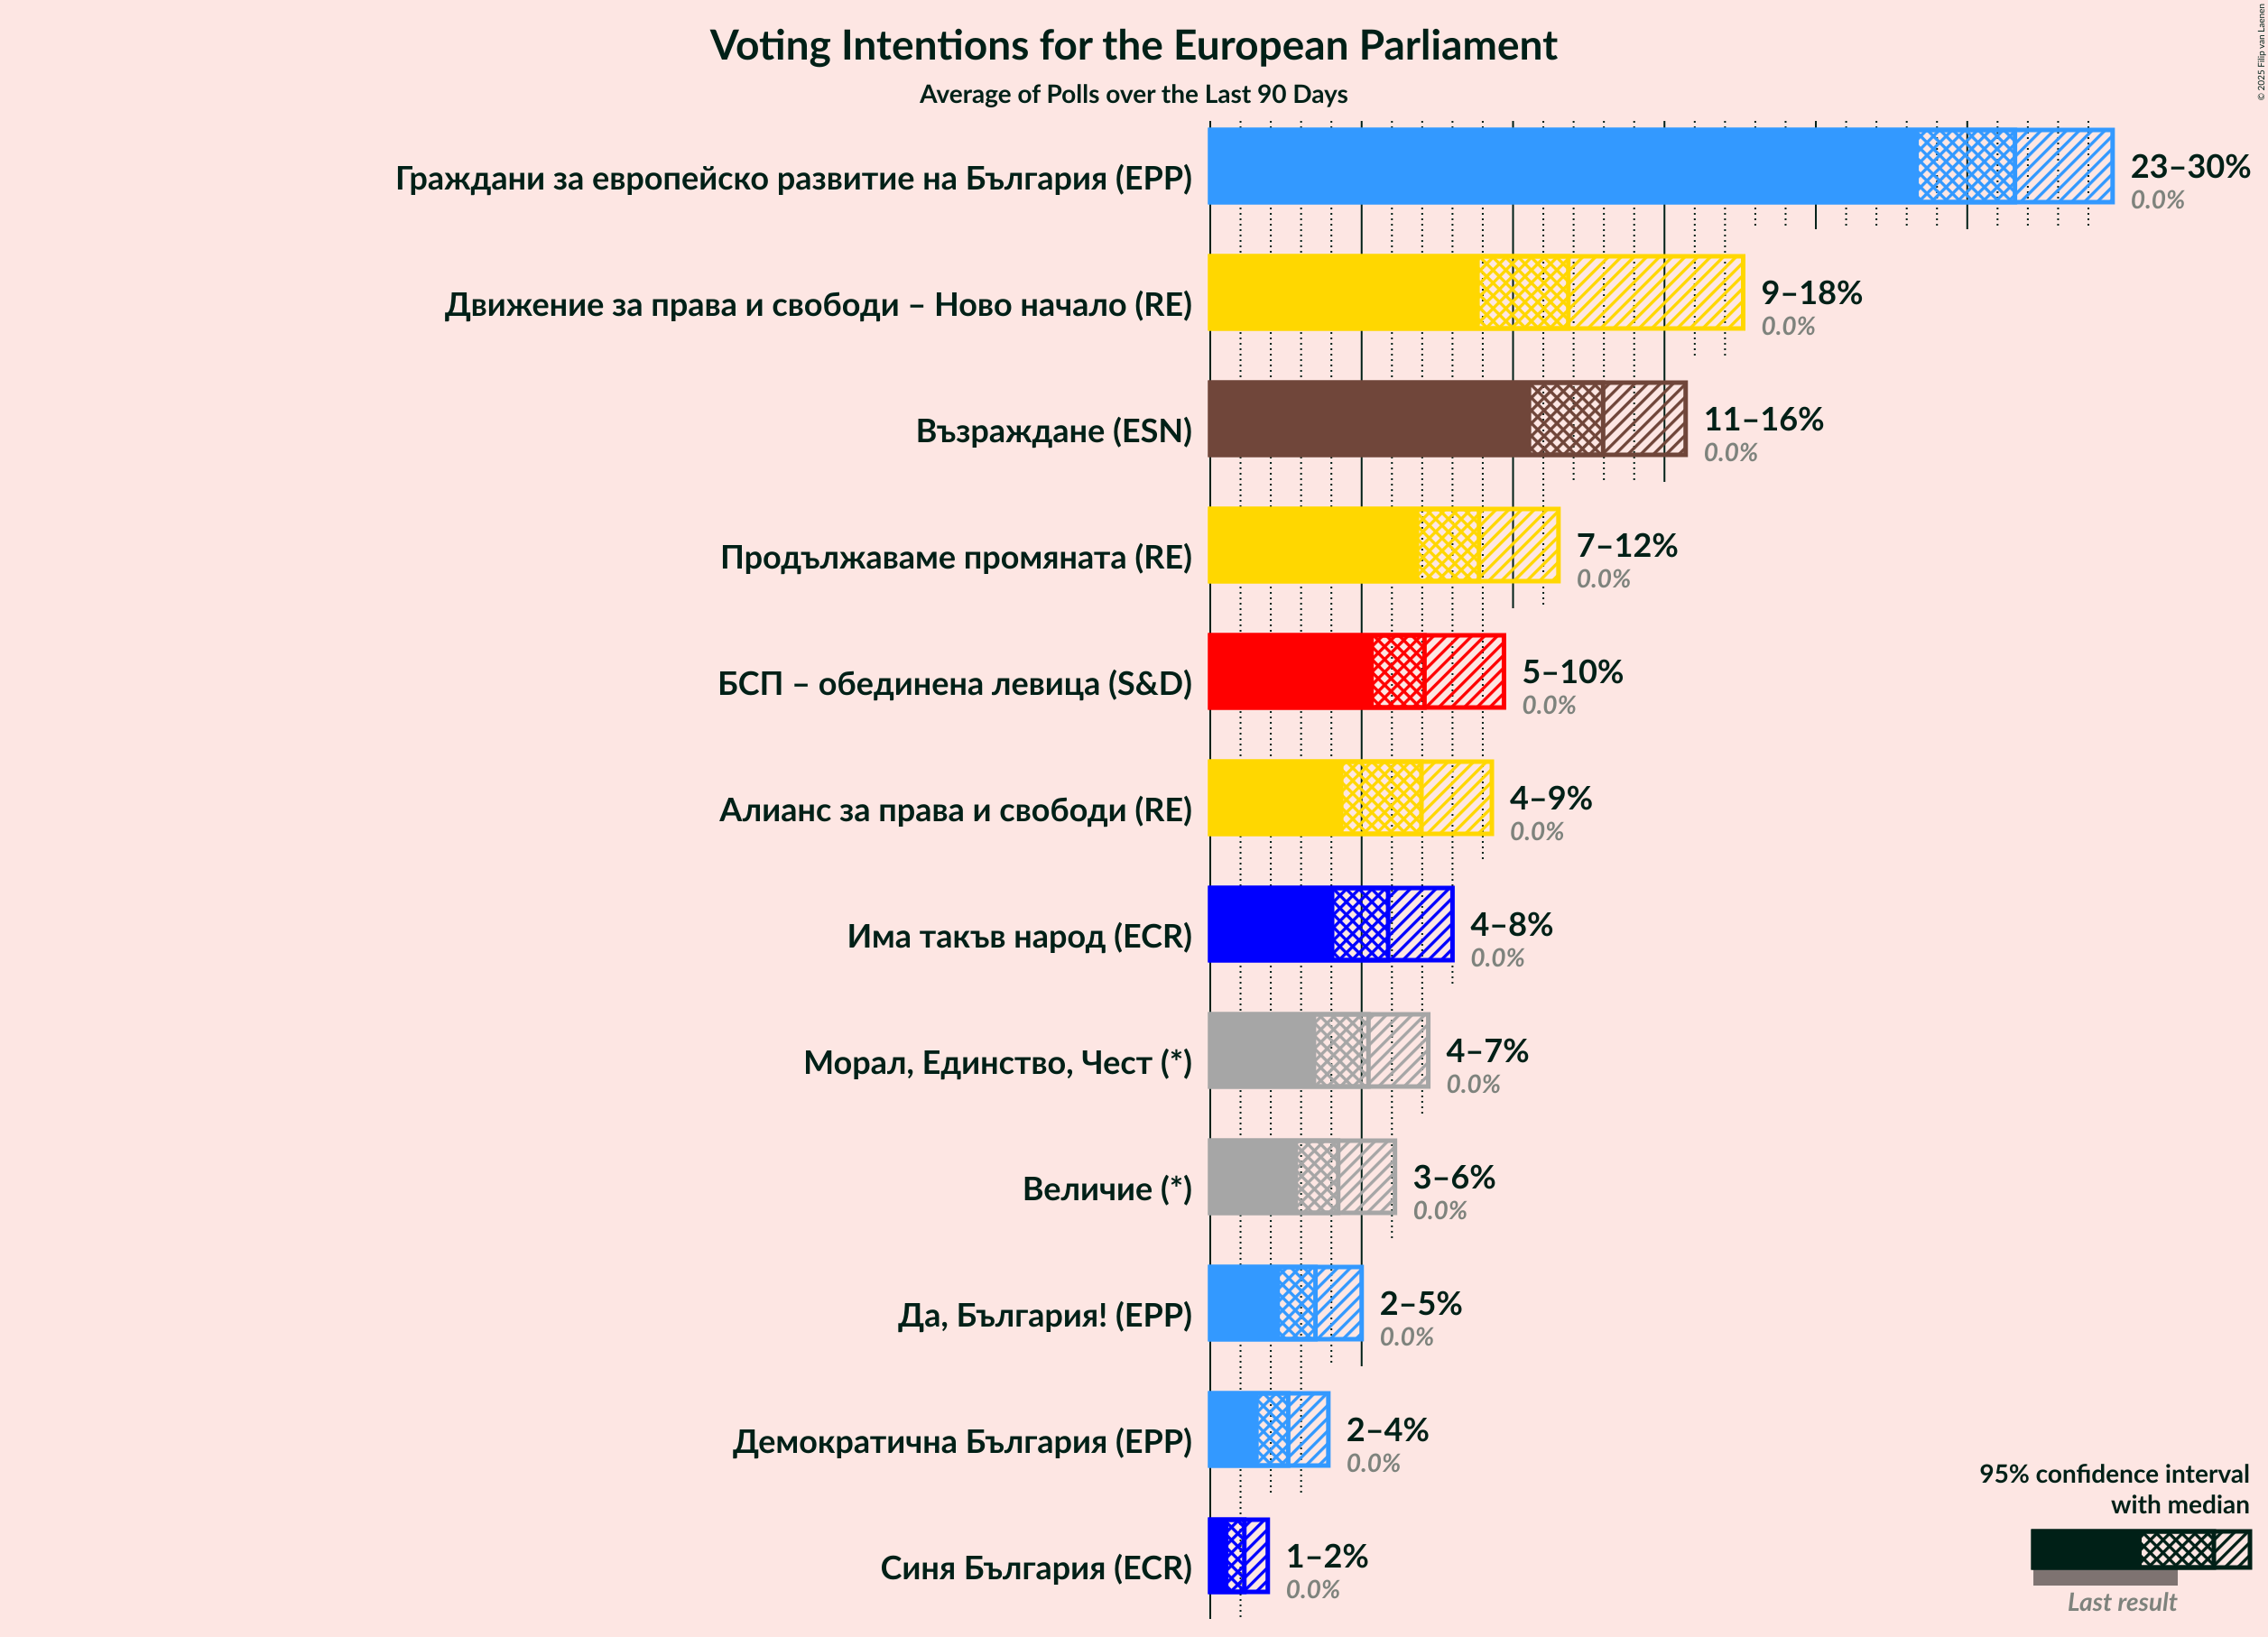 © 2025 Filip van Laenen
Voting Intentions for the European Parliament
Average of Polls over the Last 90 Days
Граждани за европейско развитие на България (EPP)
23–30%
0.0%
Движение за права и свободи – Ново начало (RE)
9–18%
0.0%
Възраждане (ESN)
11–16%
0.0%
Продължаваме промяната (RE)
7–12%
0.0%
БСП – обединена левица (S&D)
5–10%
0.0%
Алианс за права и свободи (RE)
4–9%
0.0%
Има такъв народ (ECR)
4–8%
0.0%
Морал, Единство, Чест (*)
4–7%
0.0%
Величие (*)
3–6%
0.0%
Да, България! (EPP)
2–5%
0.0%
Демократична България (EPP)
2–4%
0.0%
Синя България (ECR)
1–2%
0.0%
95% confidence interval
with median
Last result